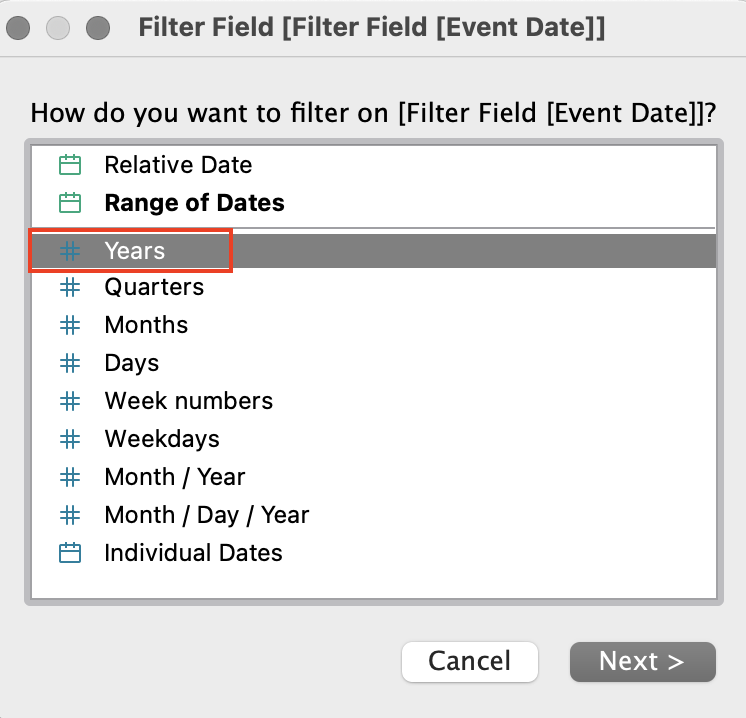 Filter Field [Filter Field [Event Date]]
How do you want to filter on [Filter Field [Event Date]]?
Relative Date
Range of Dates
Years
Quarters
Months
Days
Week numbers
Weekdays
Month / Year
Month / Day / Year
Individual Dates
Cancel
Next >